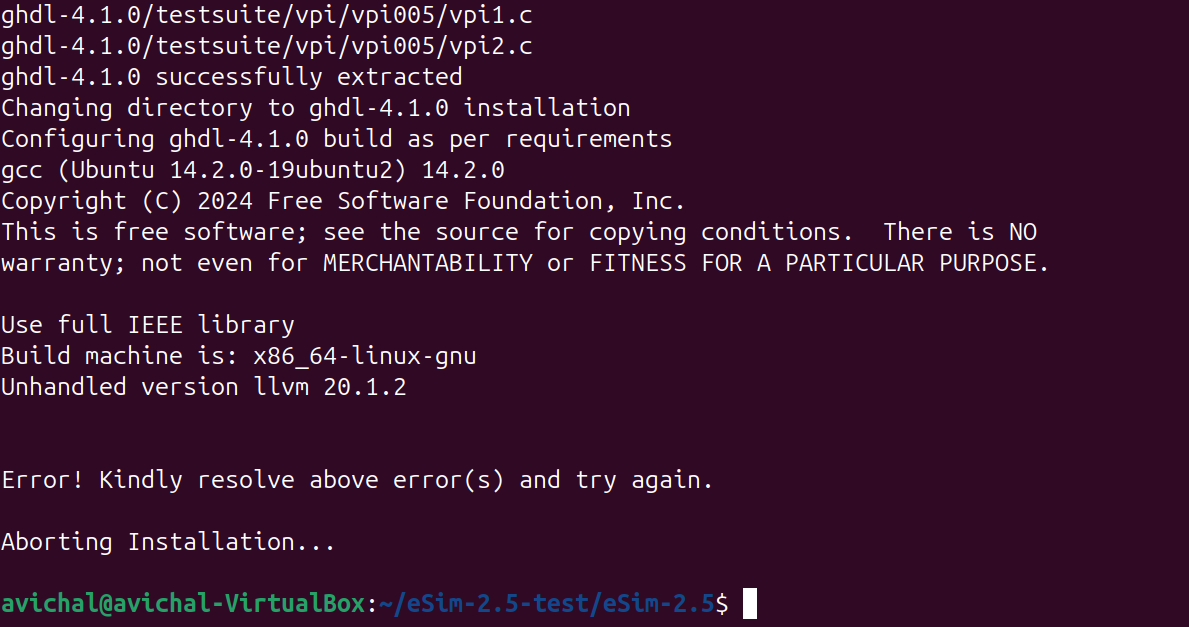 ghdl-4.1.0/testsuite/vpi/vpi005/vpi1.c
ghdl-4.1.0/testsuite/vpi/vpi005/vpi2.c
ghdl-4.1.0 successfully extracted
Changing directory to ghdl-4.1.0 installation
Configuring ghdl-4.1.0 build as per requirements
gcc (Ubuntu 14.2.0-19ubuntu2) 14.2.0
Copyright (C) 2024 Free Software Foundation, Inc.
This is free software; see the source for copying conditions.  There is NO
warranty; not even for MERCHANTABILITY or FITNESS FOR A PARTICULAR PURPOSE.
Use full IEEE library
Build machine is: x86_64-linux-gnu
Unhandled version llvm 20.1.2
Error! Kindly resolve above error(s) and try again.
Aborting Installation...
avichal@avichal-VirtualBox:~/eSim-2.5-test/eSim-2.5$